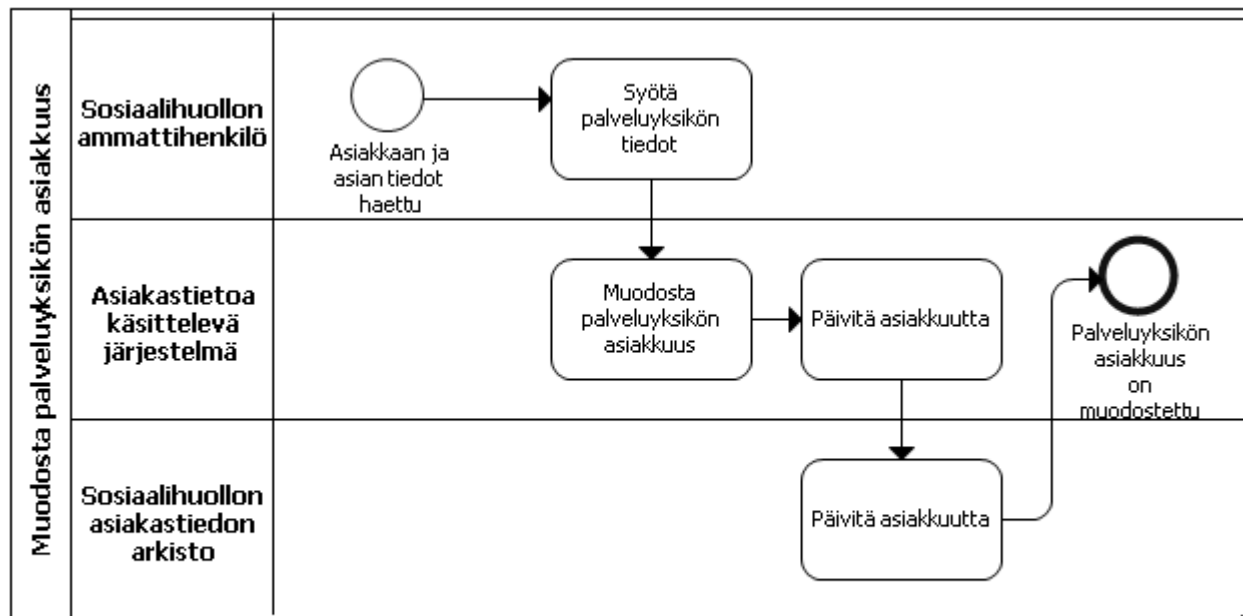 Muodosta palveluyksikön asiakkuus
Sosiaalihuollon
ammattihenkilö
Asiakkaan ja
asian tiedot
haettu
Syötä
palveluyksikön
tiedot
Asiakastietoa
käsittelevä
järjestelmä
Muodosta
palveluyksikön
asiakkuus
Päivitä asiakkuutta
Palveluyksikön
asiakkuus
on
muodostettu
Sosiaalihuollon
asiakastiedon
arkisto
Päivitä asiakkuutta